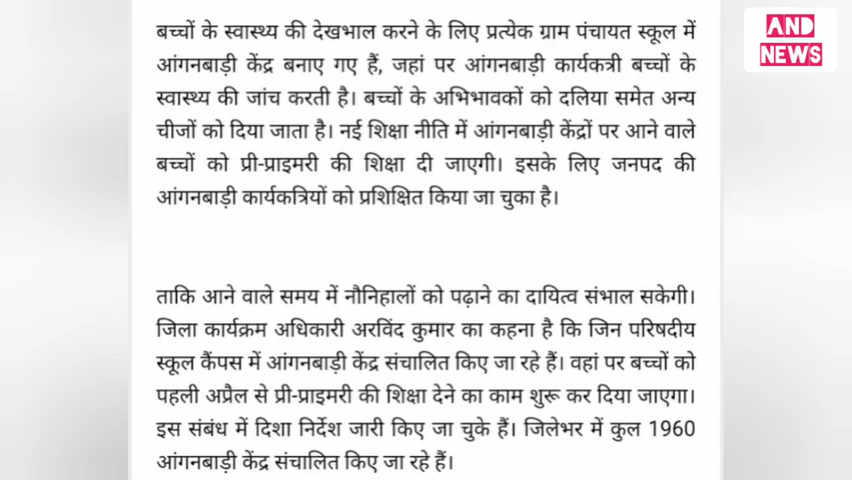 AND
NEWS
बच्चों के स्वास्थ्य की देखभाल करने के लिए प्रत्येक ग्राम पंचायत स्कूल में
आंगनबाड़ी केंद्र बनाए गए हैं, जहां पर आंगनबाड़ी कार्यकत्री बच्चों के
स्वास्थ्य की जांच करती है। बच्चों के अभिभावकों को दलिया समेत अन्य
चीजों को दिया जाता है। नई शिक्षा नीति में आंगनबाड़ी केंद्रों पर आने वाले
बच्चों को प्री-प्राइमरी की शिक्षा दी जाएगी। इसके लिए जनपद की
आंगनबाड़ी कार्यकत्रियों को प्रशिक्षित किया जा चुका है।
ताकि आने वाले समय में नौनिहालों को पढ़ाने का दायित्व संभाल सकेगी।
जिला कार्यक्रम अधिकारी अरविंद कुमार का कहना है कि जिन परिषदीय
स्कूल कैंपस में आंगनबाड़ी केंद्र संचालित किए जा रहे हैं। वहां पर बच्चों को
पहली अप्रैल से प्री-प्राइमरी की शिक्षा देने का काम शुरू कर दिया जाएगा।
इस संबंध में दिशा निर्देश जारी किए जा चुके हैं। जिलेभर में कुल 1960
आंगनबाड़ी केंद्र संचालित किए जा रहे हैं।